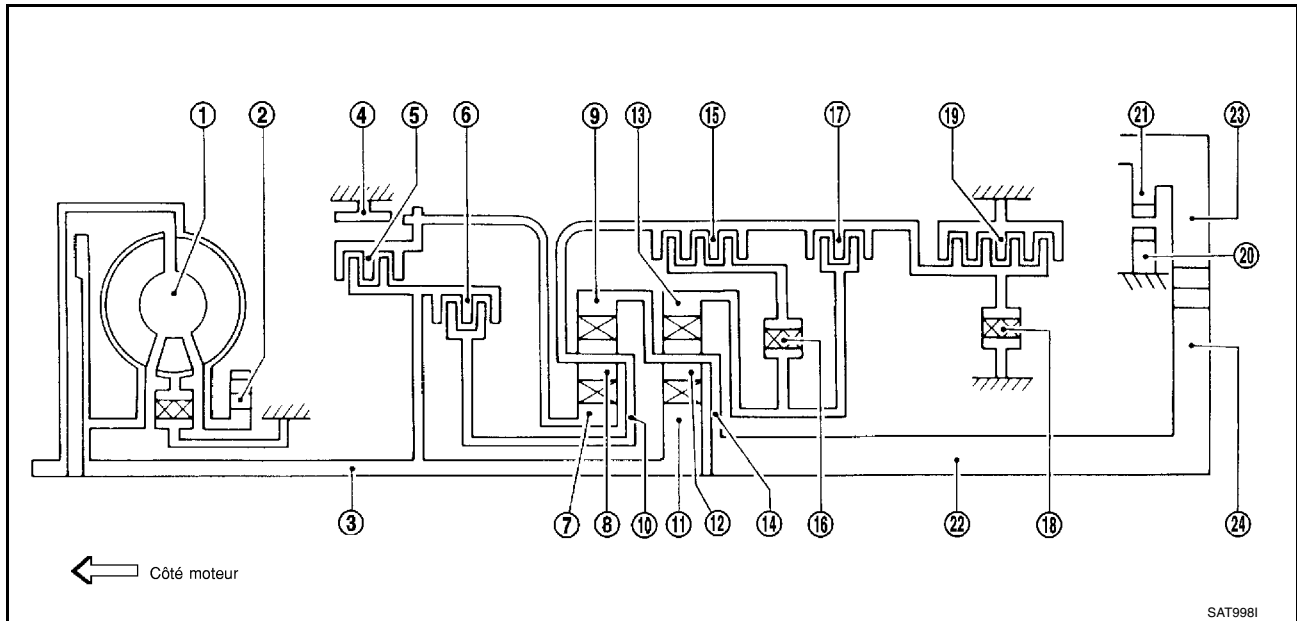 ① ② ④ ⑤ ⑥ ⑨ ⑬ ⑮ ⑰ ⑲ ㉑ ㉓
⑳
③ ⑦ ⑧ ⑩ ⑪ ⑫ ⑭ ⑯ ㉒ ⑱ ㉔
Côté moteur
SAT998I